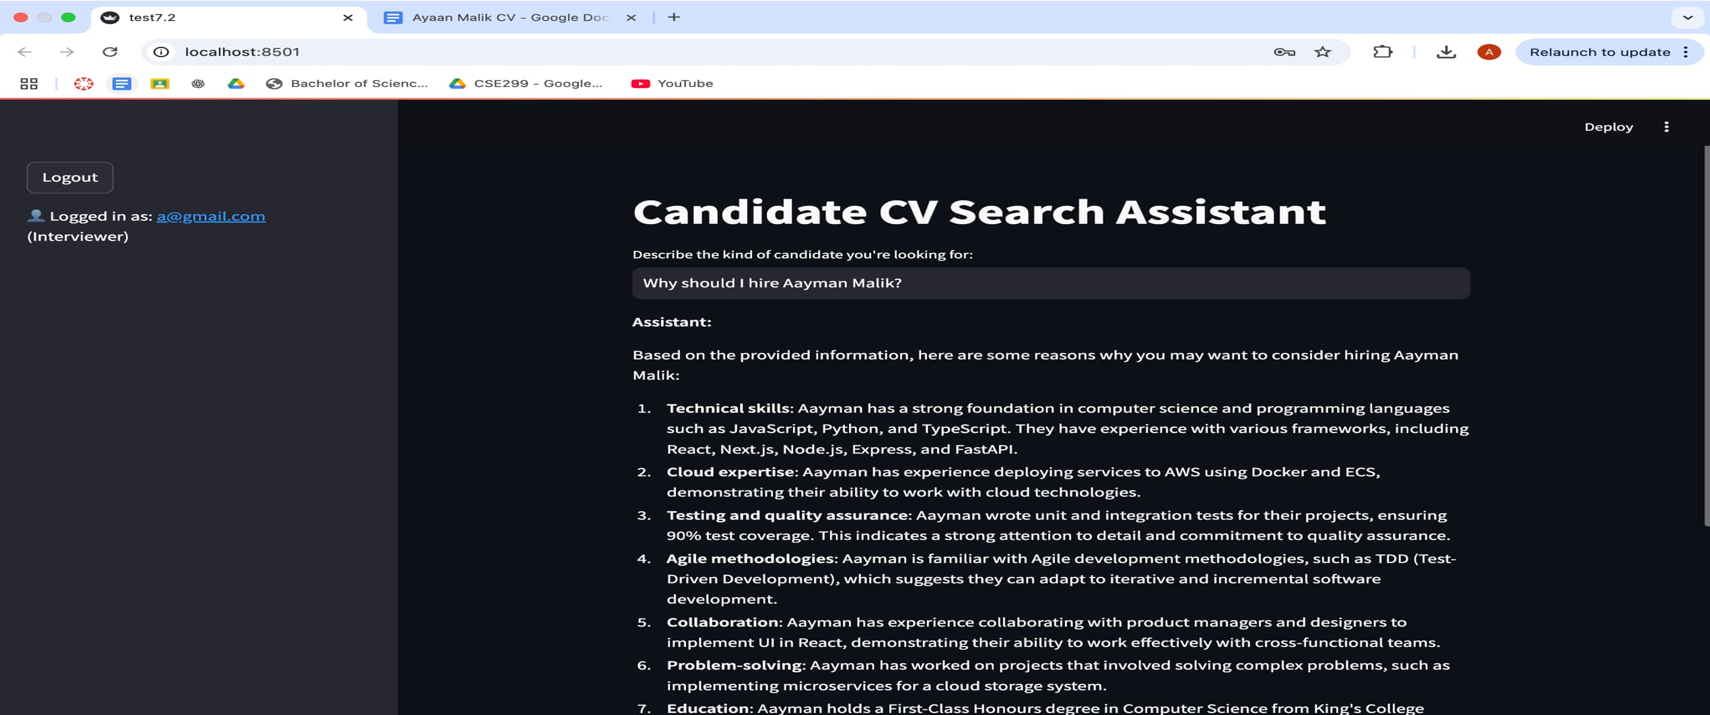 test7.2
Ayaan Malik CV - Google Doc
localhost:8501
A
Relaunch to update
Bachelor of Scienc...
CSE299 - Google...
YouTube
Deploy
Logout
Logged in as: a@gmail.com
(Interviewer)
Candidate CV Search Assistant
Describe the kind of candidate you're looking for:
Why should I hire Aayman Malik?
Assistant:
Based on the provided information, here are some reasons why you may want to consider hiring Aayman
Malik:
1. Technical skills: Aayman has a strong foundation in computer science and programming languages
such as JavaScript, Python, and TypeScript. They have experience with various frameworks, including
React, Next.js, Node.js, Express, and FastAPI.
2. Cloud expertise: Aayman has experience deploying services to AWS using Docker and ECS,
demonstrating their ability to work with cloud technologies.
3. Testing and quality assurance: Aayman wrote unit and integration tests for their projects, ensuring
90% test coverage. This indicates a strong attention to detail and commitment to quality assurance.
4. Agile methodologies: Aayman is familiar with Agile development methodologies, such as TDD (Test-
Driven Development), which suggests they can adapt to iterative and incremental software
development.
5. Collaboration: Aayman has experience collaborating with product managers and designers to
implement UI in React, demonstrating their ability to work effectively with cross-functional teams.
6. Problem-solving: Aayman has worked on projects that involved solving complex problems, such as
implementing microservices for a cloud storage system.
7. Education: Aayman holds a First-Class Honours degree in Computer Science from King's College